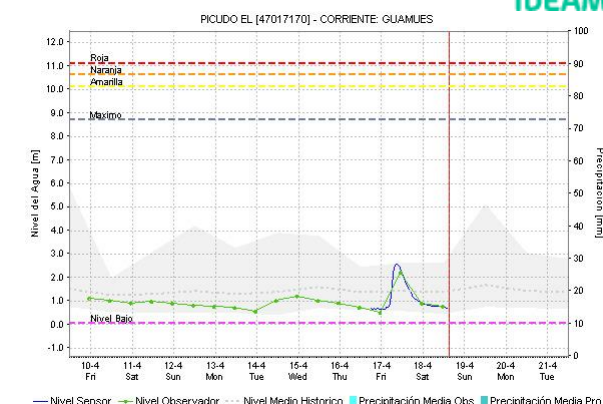 IDEAM
PICUDO EL [47017170] - CORRIENTE: GUAMUES
12.0
11.0
10.0
9.0
8.0
7.0
6.0
5.0
4.0
3.0
2.0
1.0
0.0
-1.0
Nivel del Agua [m]
Roja
Naranja
Amarilla
Maximo
Nivel Bajo
100
90
80
70
60
50
40
30
20
10
0
Precipitacion [mm]
10-4 11-4 12-4 13-4 14-4 15-4 16-4 17-4 18-4 19-4 20-4 21-4
Fri Sat Sun Mon Tue Wed Thu Fri Sat Sun Mon Tue
Nivel Sensor Nivel Observador Nivel Medio Historico Precipitación Media Obs. Precipitación Media Pro